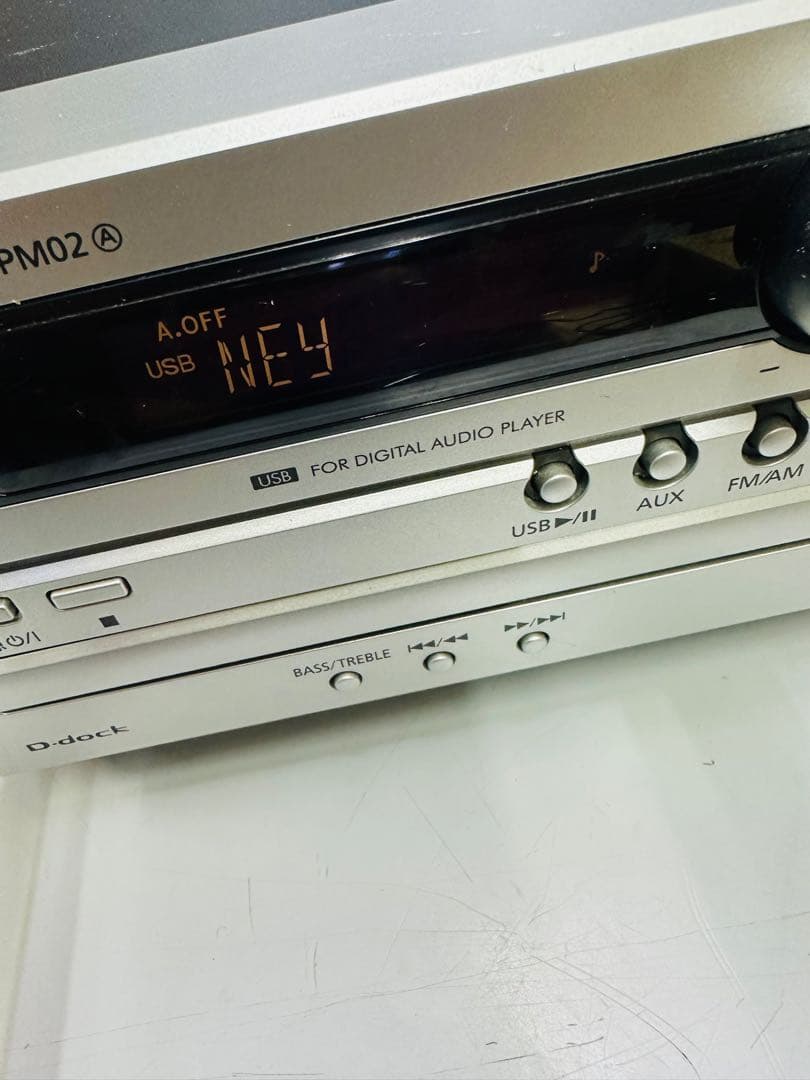 PM02 Ⓐ
A.OFF
USB NEY
USB FOR DIGITAL AUDIO PLAYER
USB►/II AUX FM/AM
⏻/I ■
BASS/TREBLE I◄◄/◄◄ ►►/►►I
D-dock